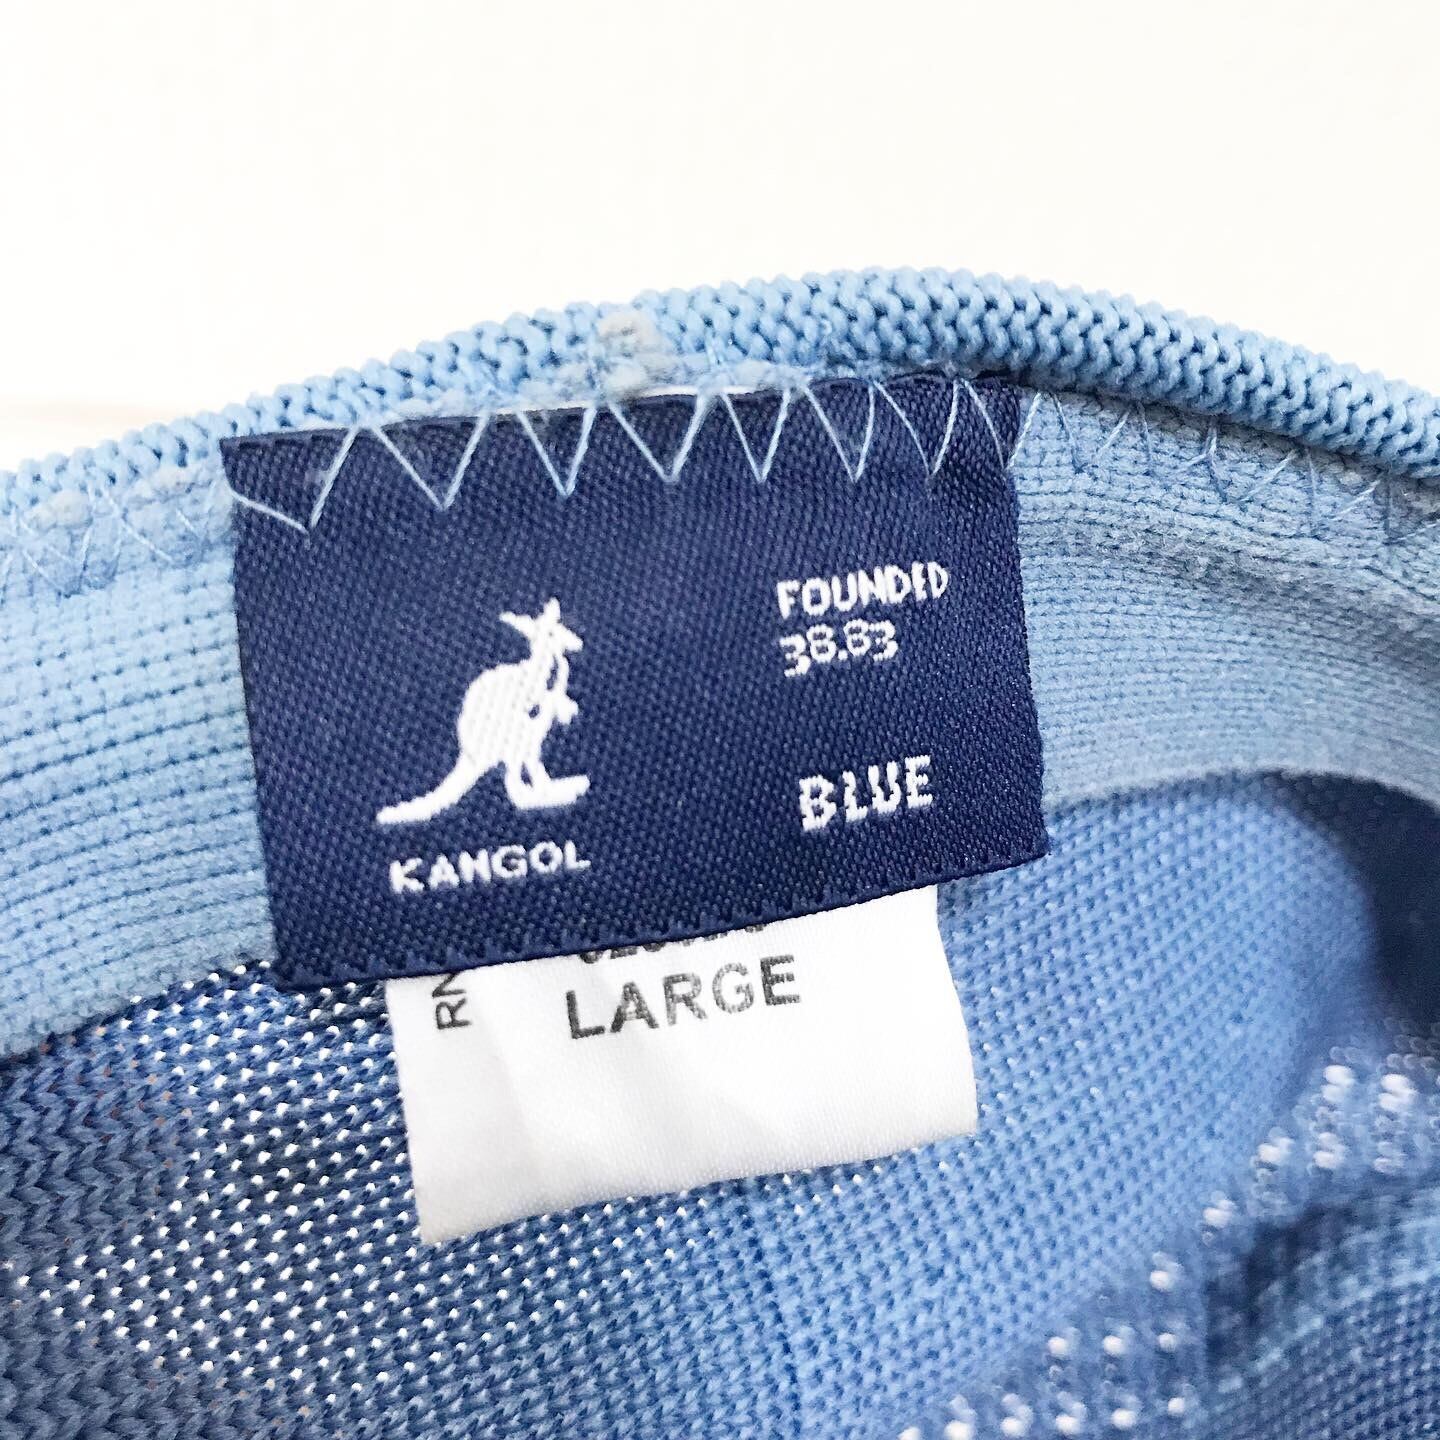 FOUNDED
38.83
BLUE
KANGOL
LARGE